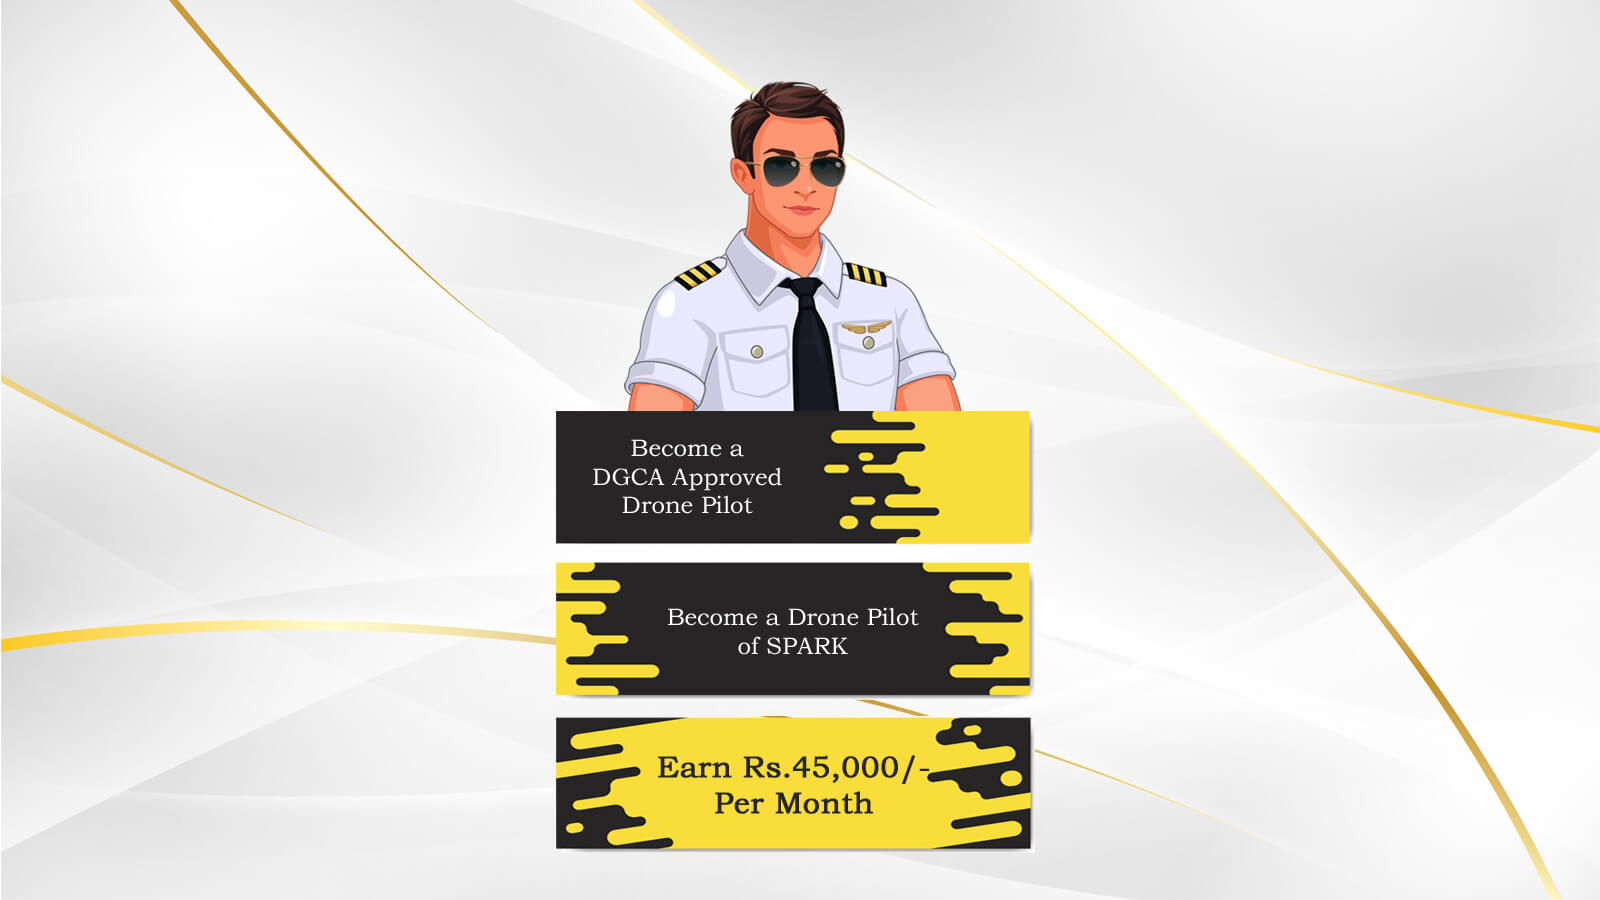 Become a
DGCA Approved
Drone Pilot
Become a Drone Pilot
of SPARK
Earn Rs.45,000/-
Per Month